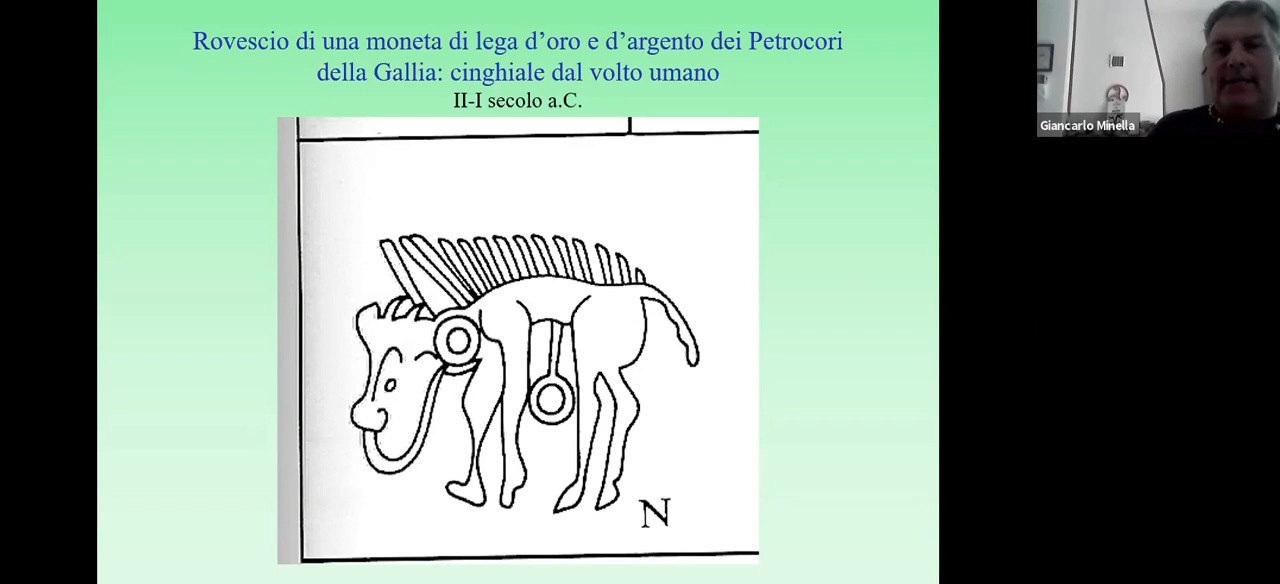 Rovescio di una moneta di lega d’oro e d’argento dei Petrocori
della Gallia: cinghiale dal volto umano
II-I secolo a.C.
N
Giancarlo Minella